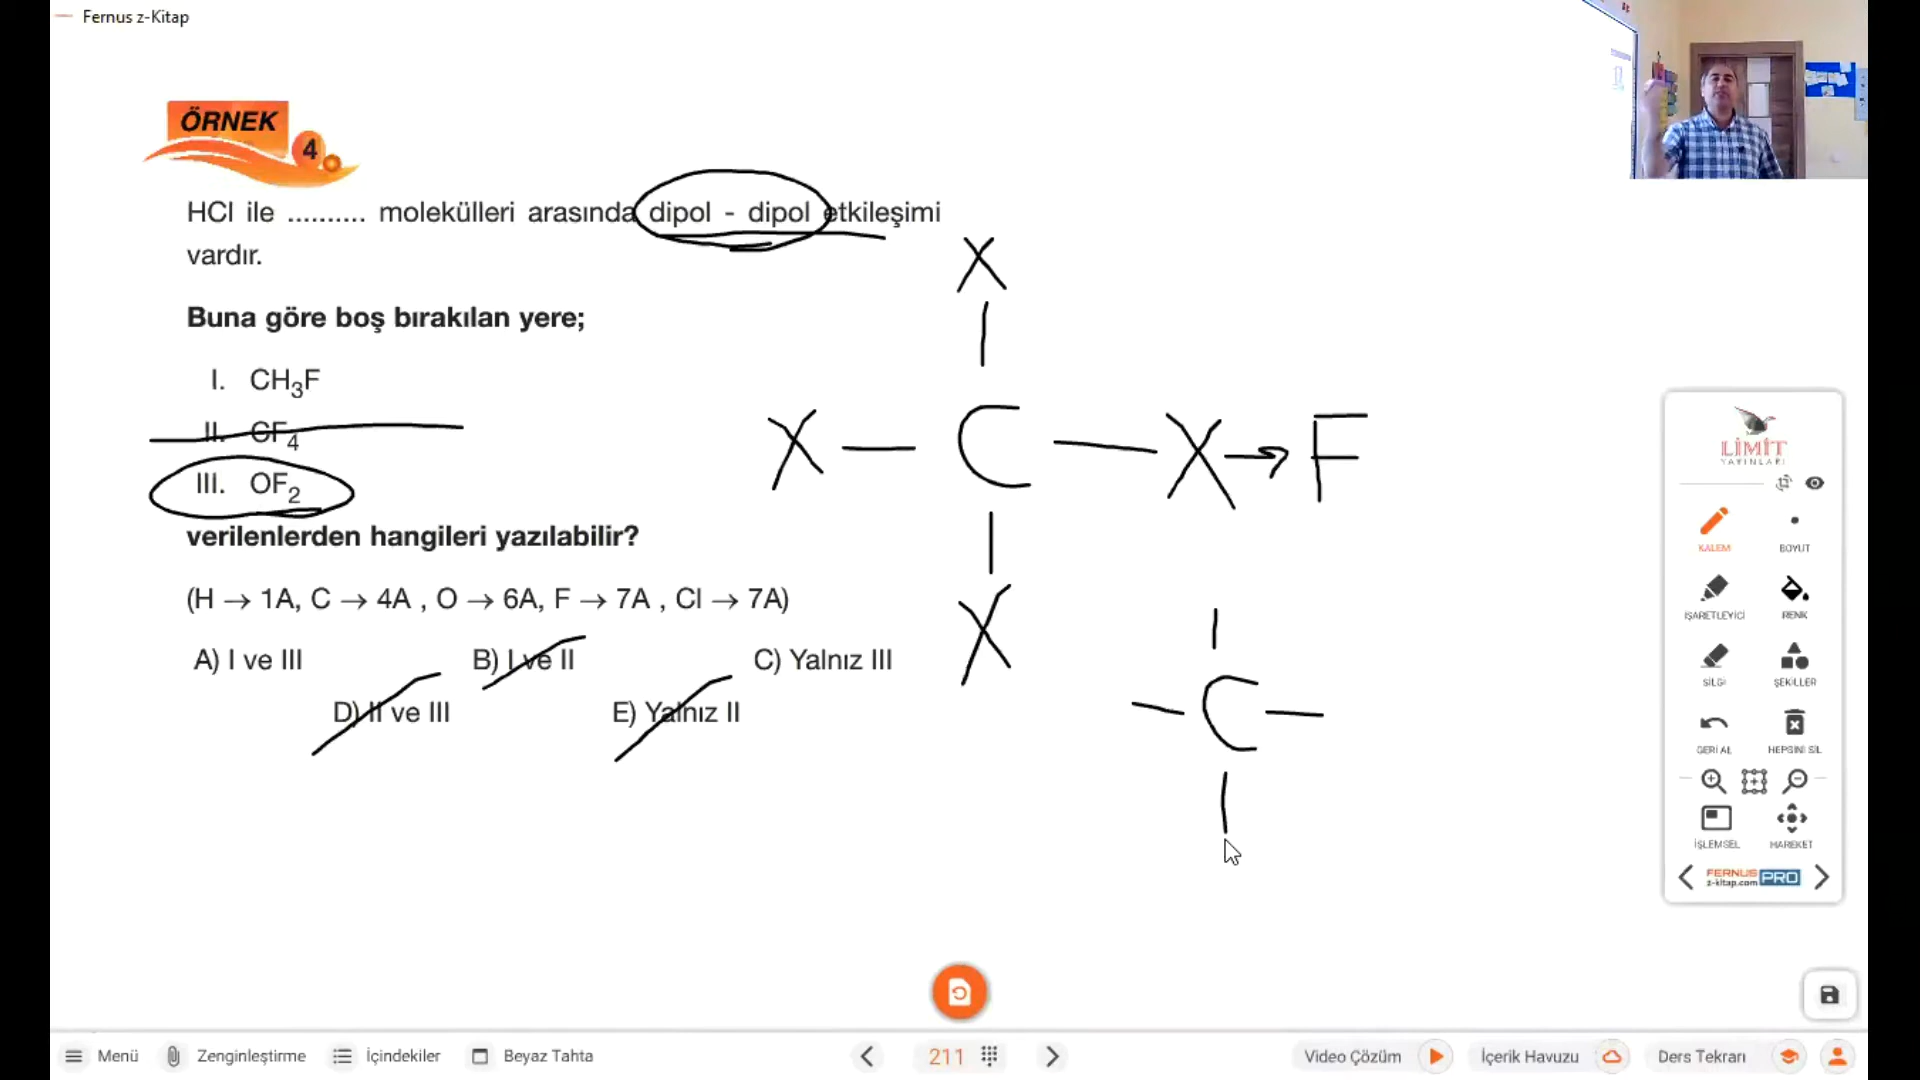 Fernus z-Kitap
ÖRNEK
4
HCl ile .......... molekülleri arasında dipol - dipol etkileşimi
vardır.
Buna göre boş bırakılan yere;
I. CH₃F
II. CF₄
III. OF₂
verilenlerden hangileri yazılabilir?
(H → 1A, C → 4A , O → 6A, F → 7A , Cl → 7A)
A) I ve III
B) I ve II
C) Yalnız III
D) II ve III
E) Yalnız II
X
X — C — X → F
X
C
LİMİT
YAYINLARI
KALEM
BOYUT
İŞARETLEYİCİ
RENK
SİLGİ
ŞEKİLLER
GERİ AL
HEPSİNİ SİL
İŞLEMSEL
HAREKET
FERNUS
z-kitap.com PRO
Menü
Zenginleştirme
İçindekiler
Beyaz Tahta
211
Video Çözüm
İçerik Havuzu
Ders Tekrarı